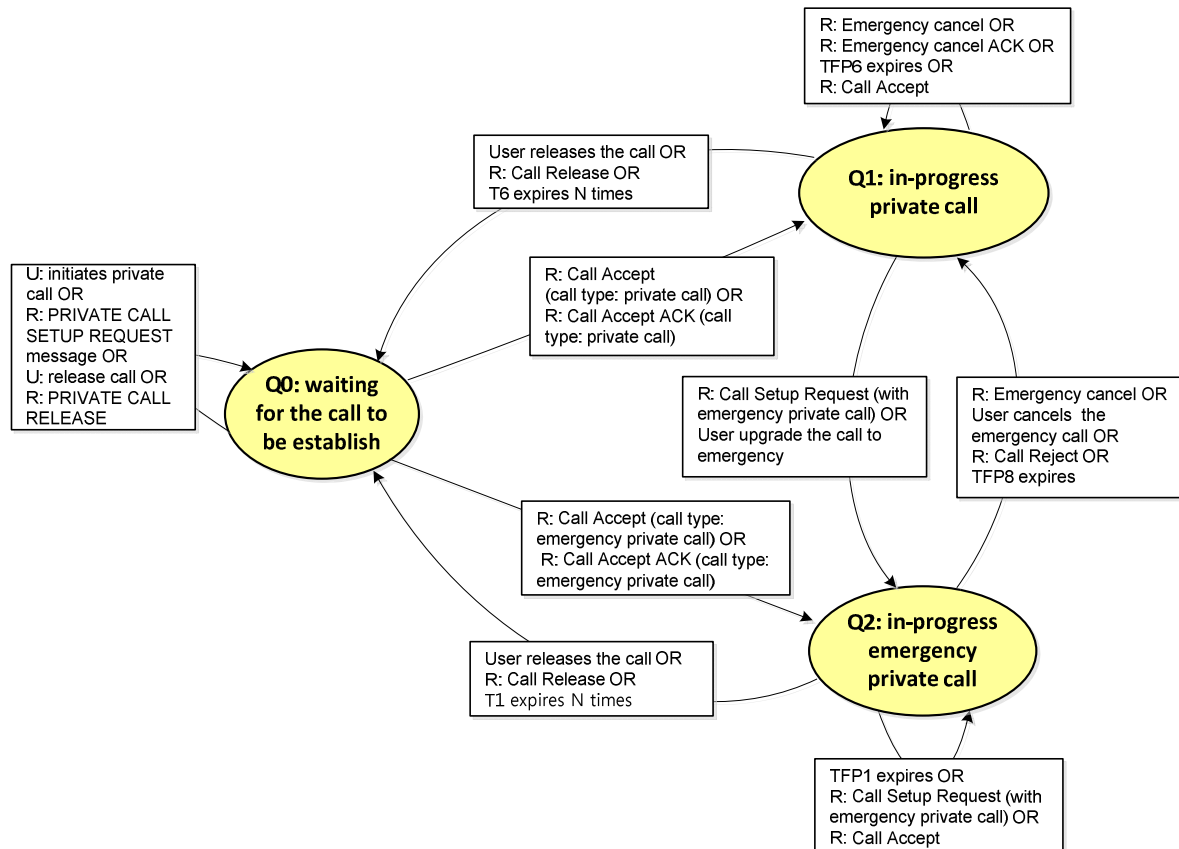 R: Emergency cancel OR
R: Emergency cancel ACK OR
TFP6 expires OR
R: Call Accept
User releases the call OR
R: Call Release OR
T6 expires N times
Q1: in-progress
private call
U: initiates private
call OR
R: PRIVATE CALL
SETUP REQUEST
message OR
U: release call OR
R: PRIVATE CALL
RELEASE
R: Call Accept
(call type: private call) OR
R: Call Accept ACK (call
type: private call)
Q0: waiting
for the call to
be establish
R: Call Setup Request (with
emergency private call) OR
User upgrade the call to
emergency
R: Emergency cancel OR
User cancels the
emergency call OR
R: Call Reject OR
TFP8 expires
R: Call Accept (call type:
emergency private call) OR
R: Call Accept ACK (call type:
emergency private call)
Q2: in-progress
emergency
private call
User releases the call OR
R: Call Release OR
T1 expires N times
TFP1 expires OR
R: Call Setup Request (with
emergency private call) OR
R: Call Accept